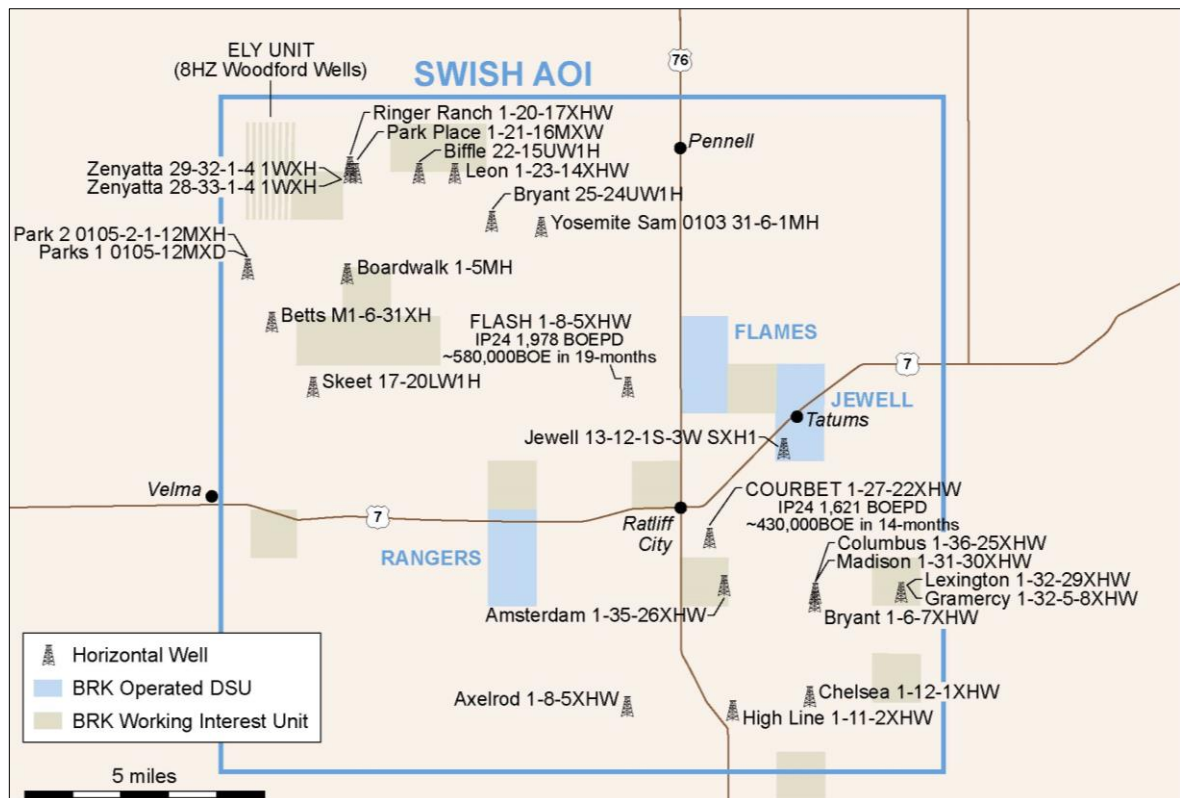 ELY UNIT
(8HZ Woodford Wells)
SWISH AOI
76
Ringer Ranch 1-20-17XHW
Park Place 1-21-16MXW
Biffle 22-15UW1H
Pennell
Zenyatta 29-32-1-4 1WXH
Zenyatta 28-33-1-4 1WXH
Leon 1-23-14XHW
Bryant 25-24UW1H
Yosemite Sam 0103 31-6-1MH
Park 2 0105-2-1-12MXH
Parks 1 0105-12MXD
Boardwalk 1-5MH
Betts M1-6-31XH
FLASH 1-8-5XHW
IP24 1,978 BOEPD
~580,000BOE in 19-months
FLAMES
7
Skeet 17-20LW1H
JEWELL
Tatums
Jewell 13-12-1S-3W SXH1
Velma
COURBET 1-27-22XHW
IP24 1,621 BOEPD
~430,000BOE in 14-months
7
Ratliff
City
RANGERS
Columbus 1-36-25XHW
Madison 1-31-30XHW
Lexington 1-32-29XHW
Gramercy 1-32-5-8XHW
Amsterdam 1-35-26XHW
Bryant 1-6-7XHW
Horizontal Well
BRK Operated DSU
BRK Working Interest Unit
Axelrod 1-8-5XHW
Chelsea 1-12-1XHW
High Line 1-11-2XHW
5 miles